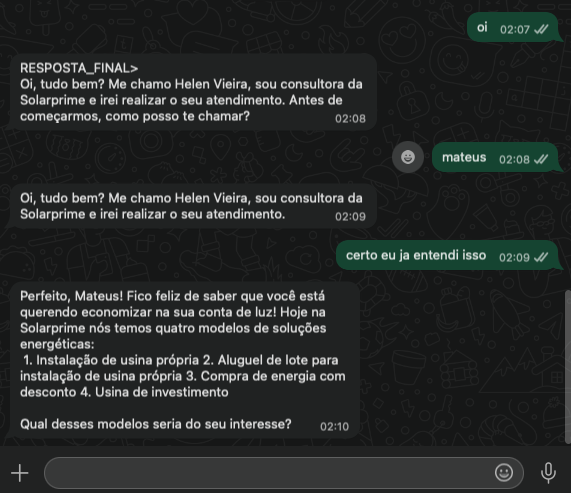 oi 02:07
RESPOSTA_FINAL>
Oi, tudo bem? Me chamo Helen Vieira, sou consultora da
Solarprime e irei realizar o seu atendimento. Antes de
começarmos, como posso te chamar? 02:08
mateus 02:08
Oi, tudo bem? Me chamo Helen Vieira, sou consultora da
Solarprime e irei realizar o seu atendimento. 02:09
certo eu ja entendi isso 02:09
Perfeito, Mateus! Fico feliz de saber que você está
querendo economizar na sua conta de luz! Hoje na
Solarprime nós temos quatro modelos de soluções
energéticas:
1. Instalação de usina própria 2. Aluguel de lote para
instalação de usina própria 3. Compra de energia com
desconto 4. Usina de investimento
Qual desses modelos seria do seu interesse? 02:10